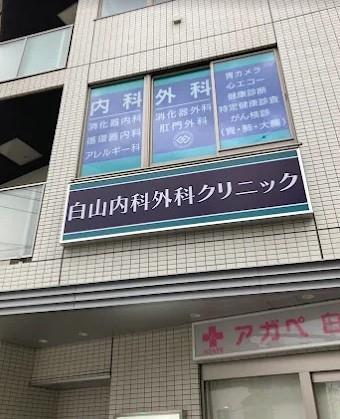 内科
消化器内科
循環器内科
アレルギー科
外科
消化器外科
肛門外科
胃カメラ
心エコー
健康診断
特定健康診査
がん検診
(胃・肺・大腸)
白山内科外科クリニック
アガペ 白